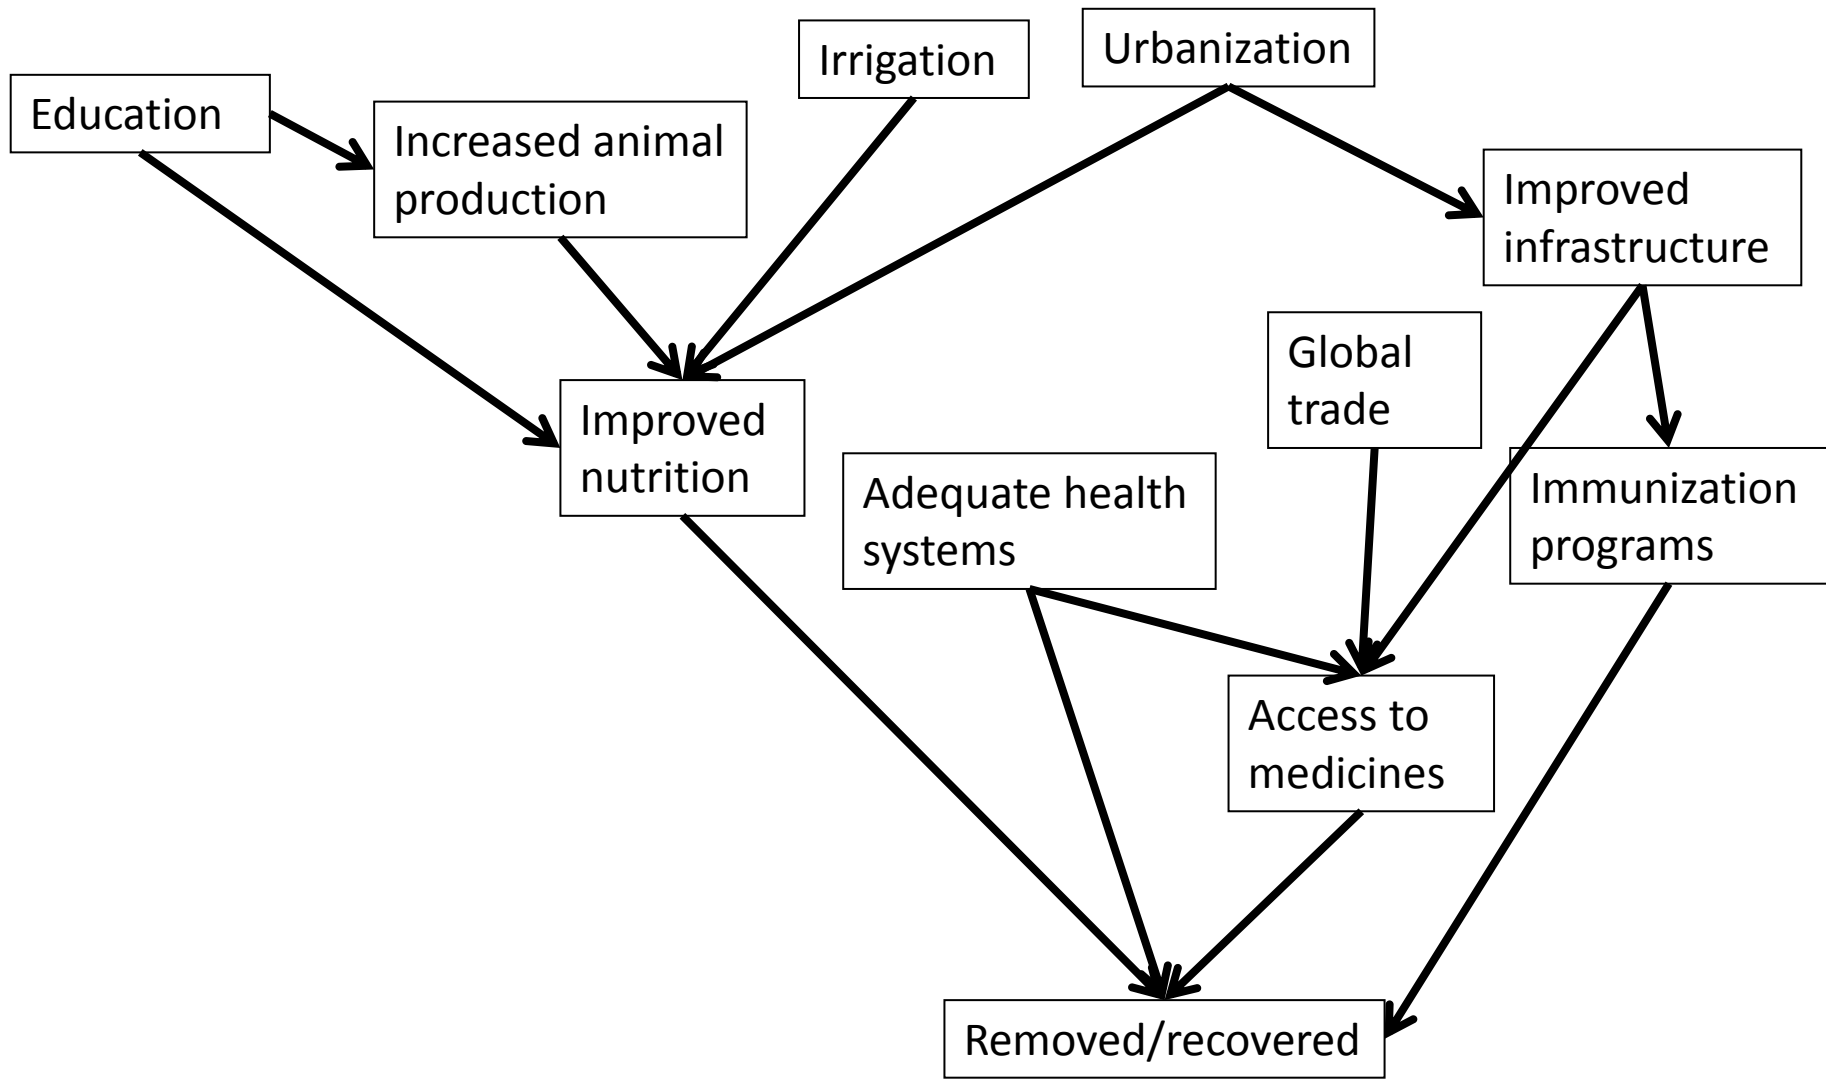 Education
Increased animal
production
Irrigation
Urbanization
Improved
infrastructure
Global
trade
Improved
nutrition
Adequate health
systems
Immunization
programs
Access to
medicines
Removed/recovered